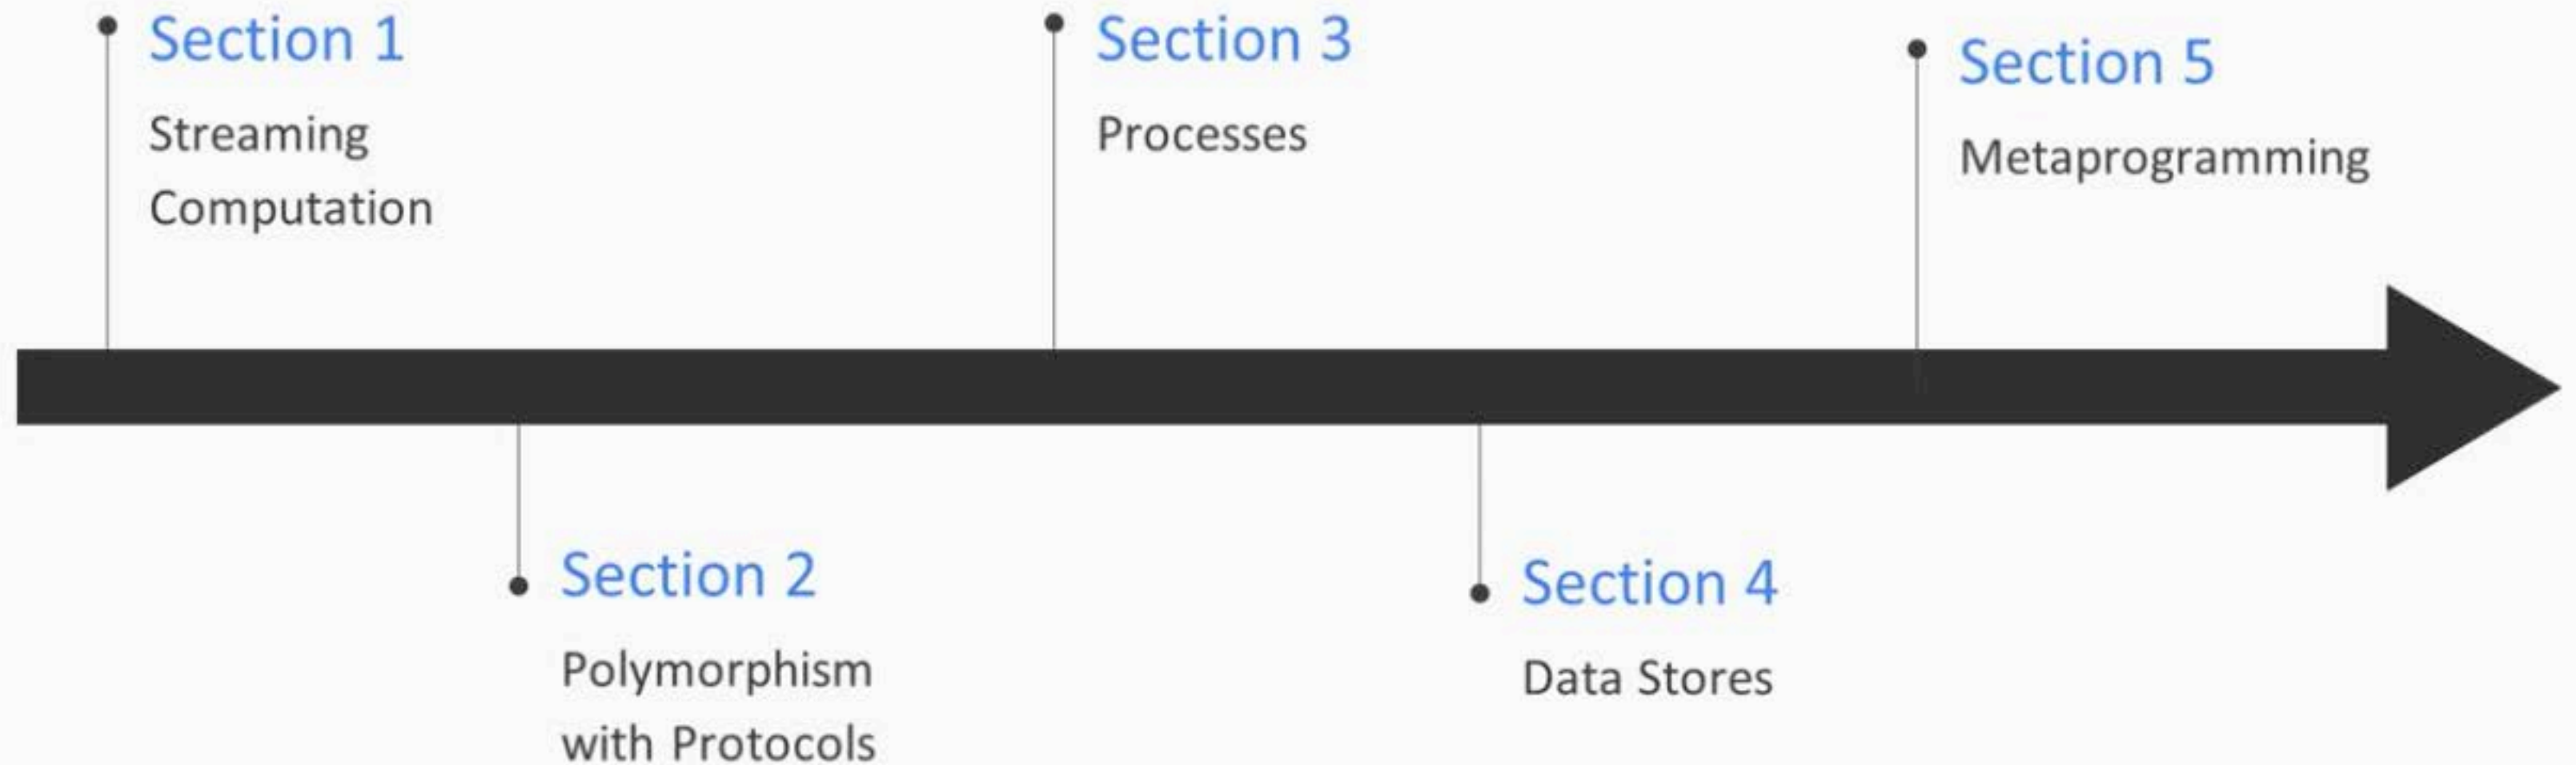 Section 1
Streaming
Computation
Section 2
Polymorphism
with Protocols
Section 3
Processes
Section 4
Data Stores
Section 5
Metaprogramming